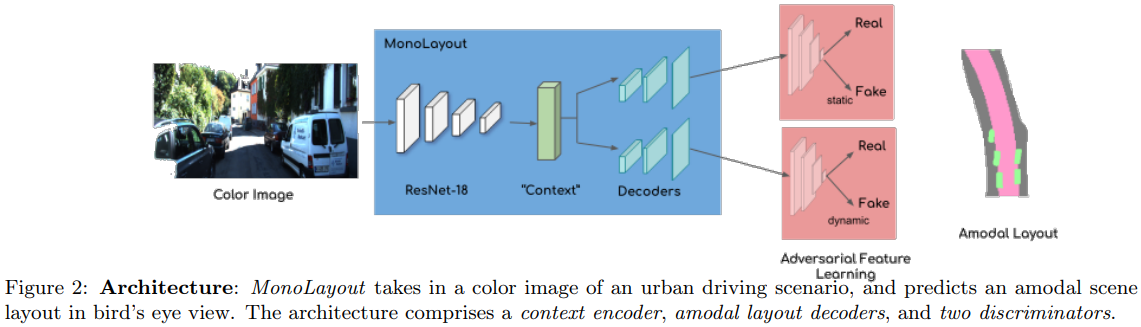 MonoLayout
Real
Fake
static
Real
Fake
dynamic
Color Image
ResNet-18
"Context"
Decoders
Adversarial Feature
Learning
Amodal Layout
Figure 2: Architecture: MonoLayout takes in a color image of an urban driving scenario, and predicts an amodal scene
layout in bird's eye view. The architecture comprises a context encoder, amodal layout decoders, and two discriminators.